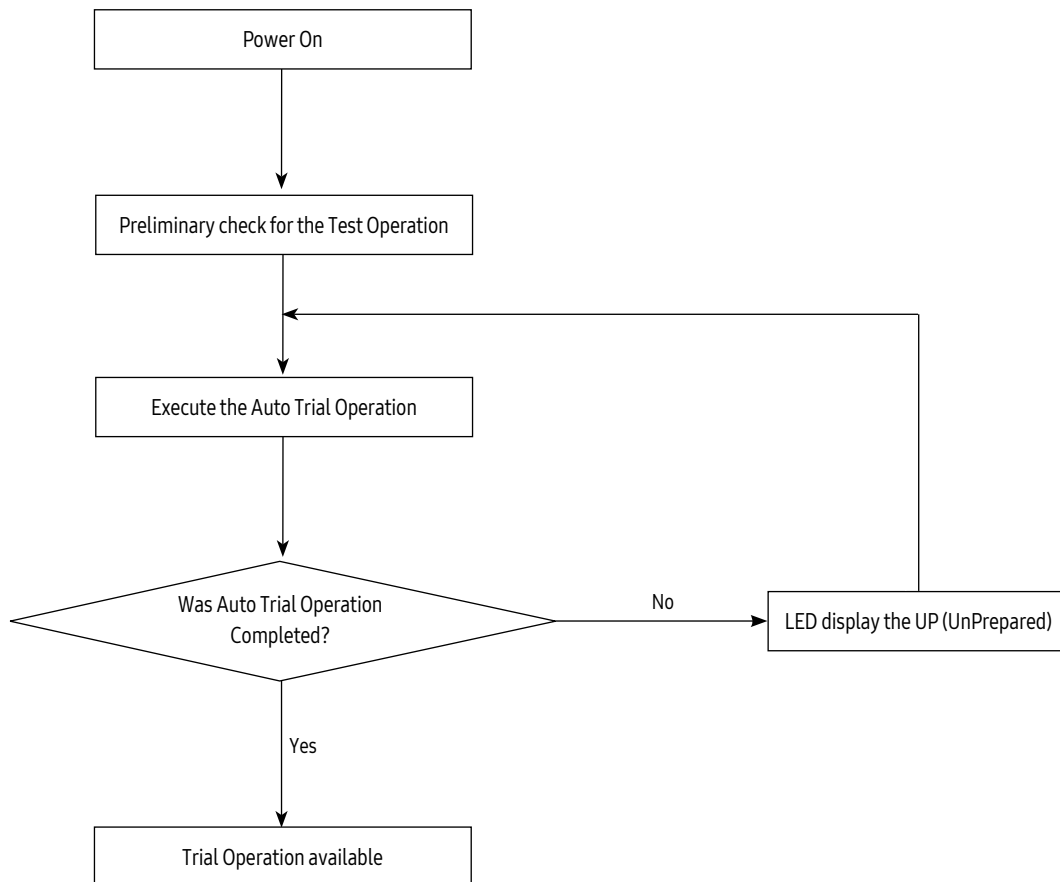 Power On
Preliminary check for the Test Operation
Execute the Auto Trial Operation
Was Auto Trial Operation
Completed?
No
LED display the UP (UnPrepared)
Yes
Trial Operation available